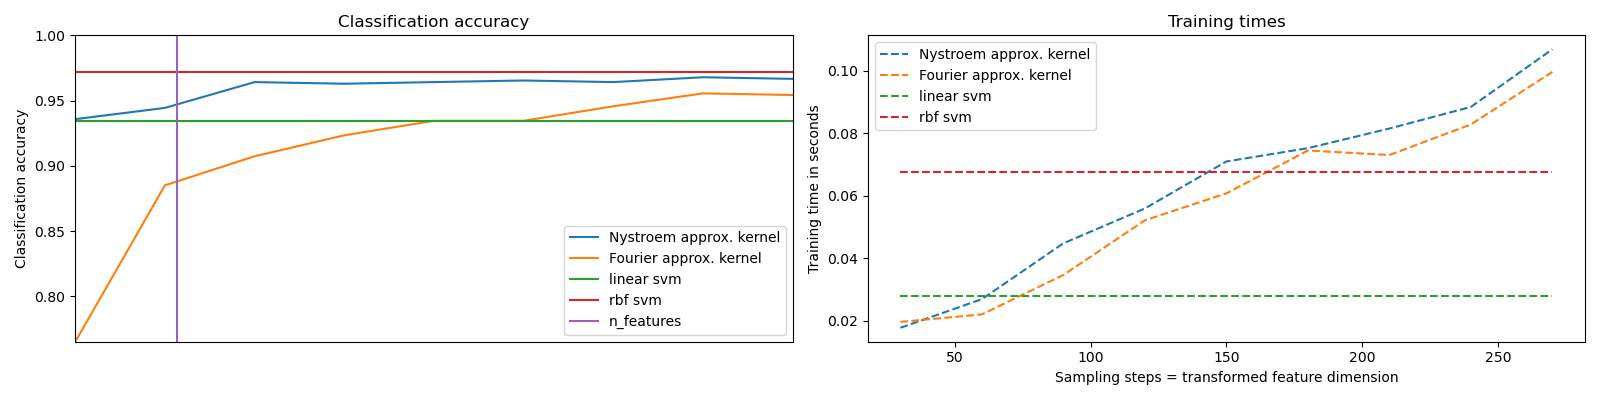 Classification accuracy
Classification accuracy
1.00
0.95
0.90
0.85
0.80
Nystroem approx. kernel
Fourier approx. kernel
linear svm
rbf svm
n_features
Training times
Training time in seconds
0.10
0.08
0.06
0.04
0.02
Nystroem approx. kernel
Fourier approx. kernel
linear svm
rbf svm
50
100
150
200
250
Sampling steps = transformed feature dimension